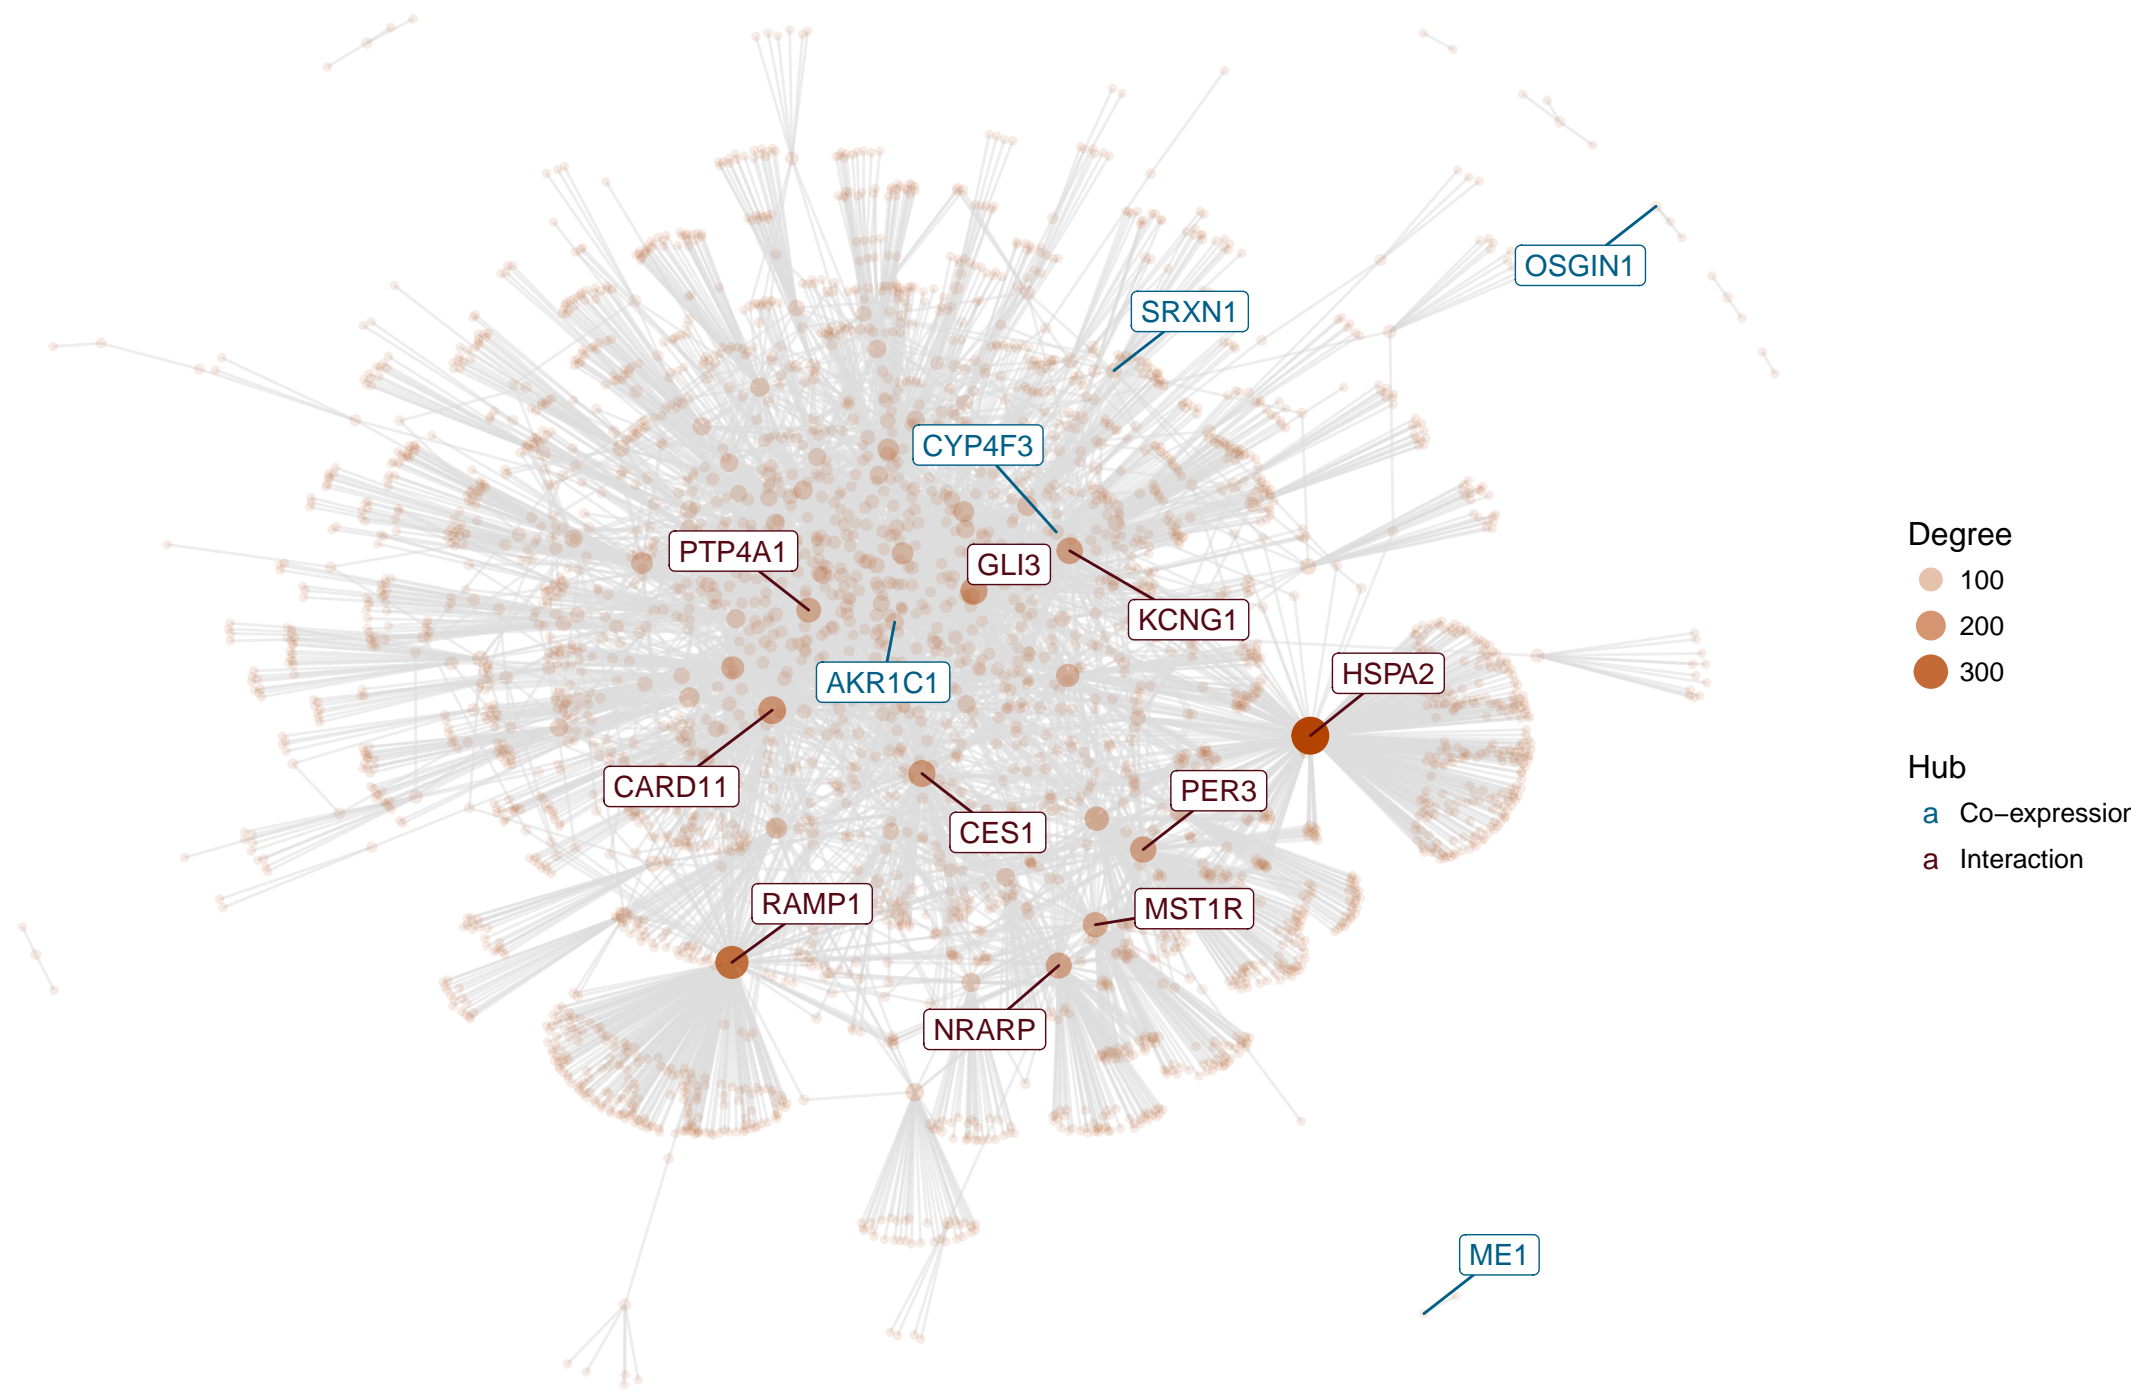 OSGIN1
SRXN1
CYP4F3
PTP4A1
GLI3
KCNG1
AKR1C1
HSPA2
CARD11
PER3
CES1
RAMP1
MST1R
NRARP
ME1
Degree
100
200
300
Hub
a Co−expression
a Interaction